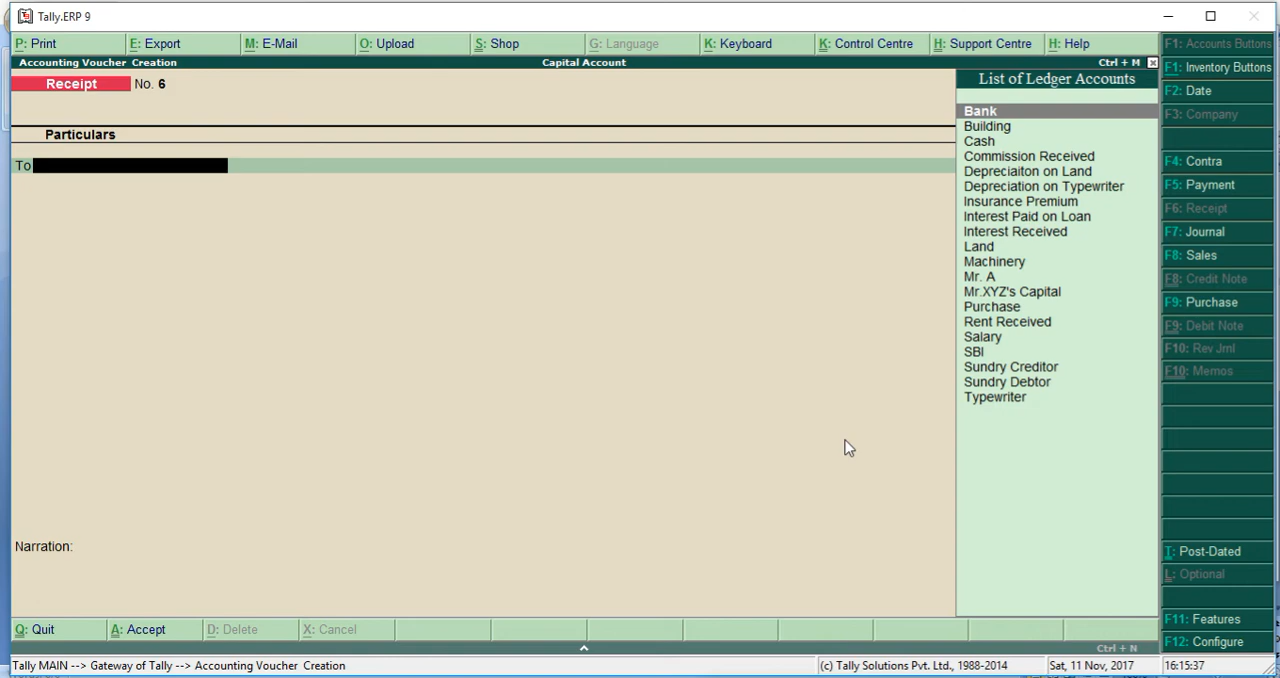 Tally.ERP 9
P: Print E: Export M: E-Mail O: Upload S: Shop G: Language K: Keyboard K: Control Centre H: Support Centre H: Help
Accounting Voucher Creation Capital Account Ctrl + M
Receipt No. 6
Particulars
To
Narration:
List of Ledger Accounts
Bank
Building
Cash
Commission Received
Depreciaiton on Land
Depreciation on Typewriter
Insurance Premium
Interest Paid on Loan
Interest Received
Land
Machinery
Mr. A
Mr.XYZ's Capital
Purchase
Rent Received
Salary
SBI
Sundry Creditor
Sundry Debtor
Typewriter
F1: Accounts Buttons
F1: Inventory Buttons
F2: Date
F3: Company
F4: Contra
F5: Payment
F6: Receipt
F7: Journal
F8: Sales
F8: Credit Note
F9: Purchase
F9: Debit Note
F10: Rev Jrnl
F10: Memos
T: Post-Dated
L: Optional
F11: Features
F12: Configure
Q: Quit A: Accept D: Delete X: Cancel
Ctrl + N
Tally MAIN --> Gateway of Tally --> Accounting Voucher Creation (c) Tally Solutions Pvt. Ltd., 1988-2014 Sat, 11 Nov, 2017 16:15:37